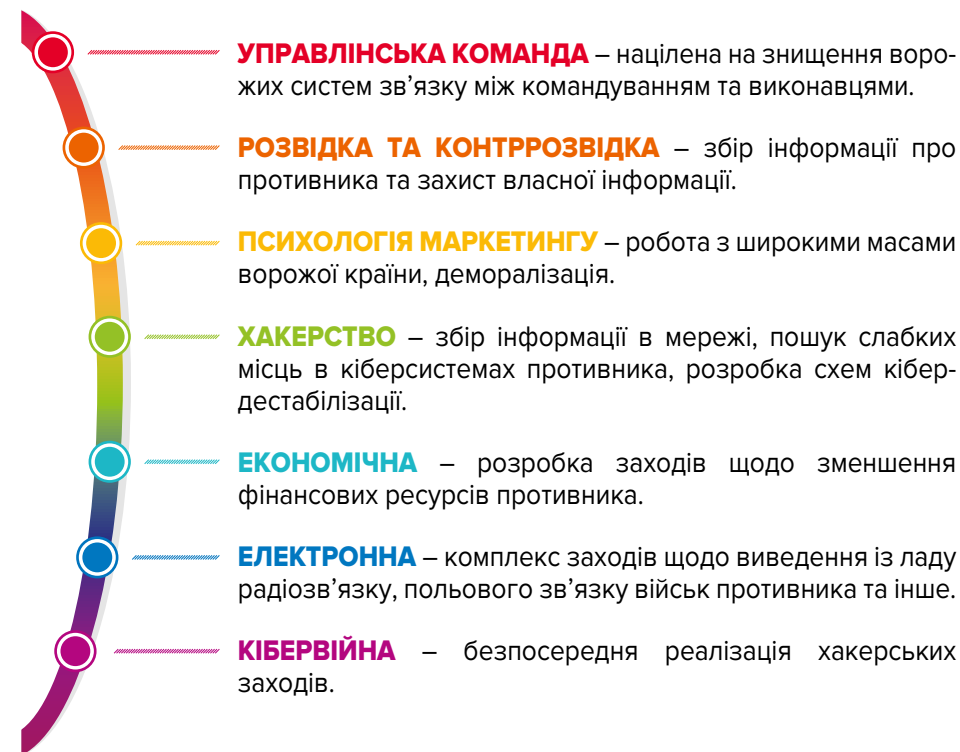 УПРАВЛІНСЬКА КОМАНДА – націлена на знищення воро-
жих систем зв’язку між командуванням та виконавцями.
РОЗВІДКА ТА КОНТРРОЗВІДКА – збір інформації про
противника та захист власної інформації.
ПСИХОЛОГІЯ МАРКЕТИНГУ – робота з широкими масами
ворожої країни, деморалізація.
ХАКЕРСТВО – збір інформації в мережі, пошук слабких
місць в кіберсистемах противника, розробка схем кібер-
дестабілізації.
ЕКОНОМІЧНА – розробка заходів щодо зменшення
фінансових ресурсів противника.
ЕЛЕКТРОННА – комплекс заходів щодо виведення із ладу
радіозв’язку, польового зв’язку військ противника та інше.
КІБЕРВІЙНА – безпосередня реалізація хакерських
заходів.